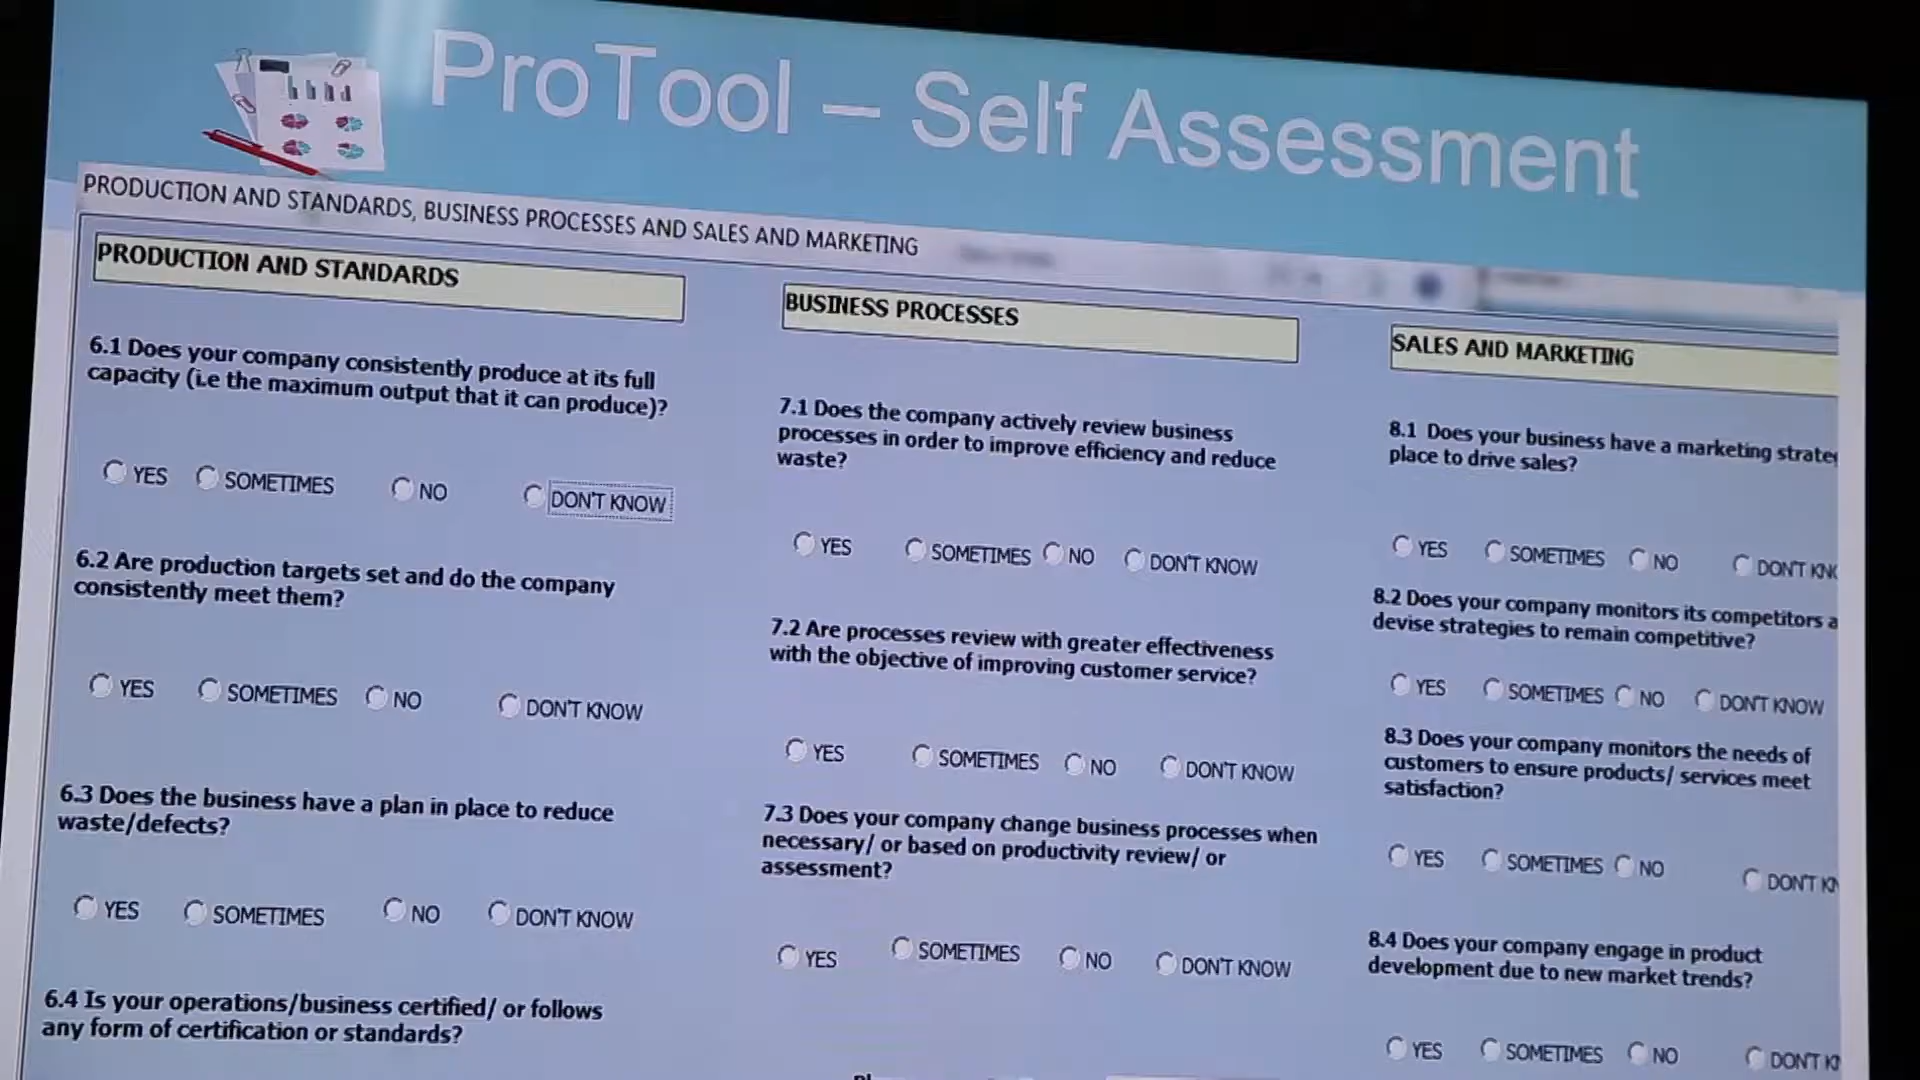 ProTool – Self Assessment
PRODUCTION AND STANDARDS, BUSINESS PROCESSES AND SALES AND MARKETING
PRODUCTION AND STANDARDS
6.1 Does your company consistently produce at its full
capacity (i.e the maximum output that it can produce)?
YES SOMETIMES NO DON'T KNOW
6.2 Are production targets set and do the company
consistently meet them?
YES SOMETIMES NO DON'T KNOW
6.3 Does the business have a plan in place to reduce
waste/defects?
YES SOMETIMES NO DON'T KNOW
6.4 Is your operations/business certified/ or follows
any form of certification or standards?
BUSINESS PROCESSES
7.1 Does the company actively review business
processes in order to improve efficiency and reduce
waste?
YES SOMETIMES NO DON'T KNOW
7.2 Are processes review with greater effectiveness
with the objective of improving customer service?
YES SOMETIMES NO DON'T KNOW
7.3 Does your company change business processes when
necessary/ or based on productivity review/ or
assessment?
YES SOMETIMES NO DON'T KNOW
SALES AND MARKETING
8.1 Does your business have a marketing strate
place to drive sales?
YES SOMETIMES NO DON'T KN
8.2 Does your company monitors its competitors a
devise strategies to remain competitive?
YES SOMETIMES NO DON'T KNOW
8.3 Does your company monitors the needs of
customers to ensure products/ services meet
satisfaction?
YES SOMETIMES NO DON'T KN
8.4 Does your company engage in product
development due to new market trends?
YES SOMETIMES NO DON'T K